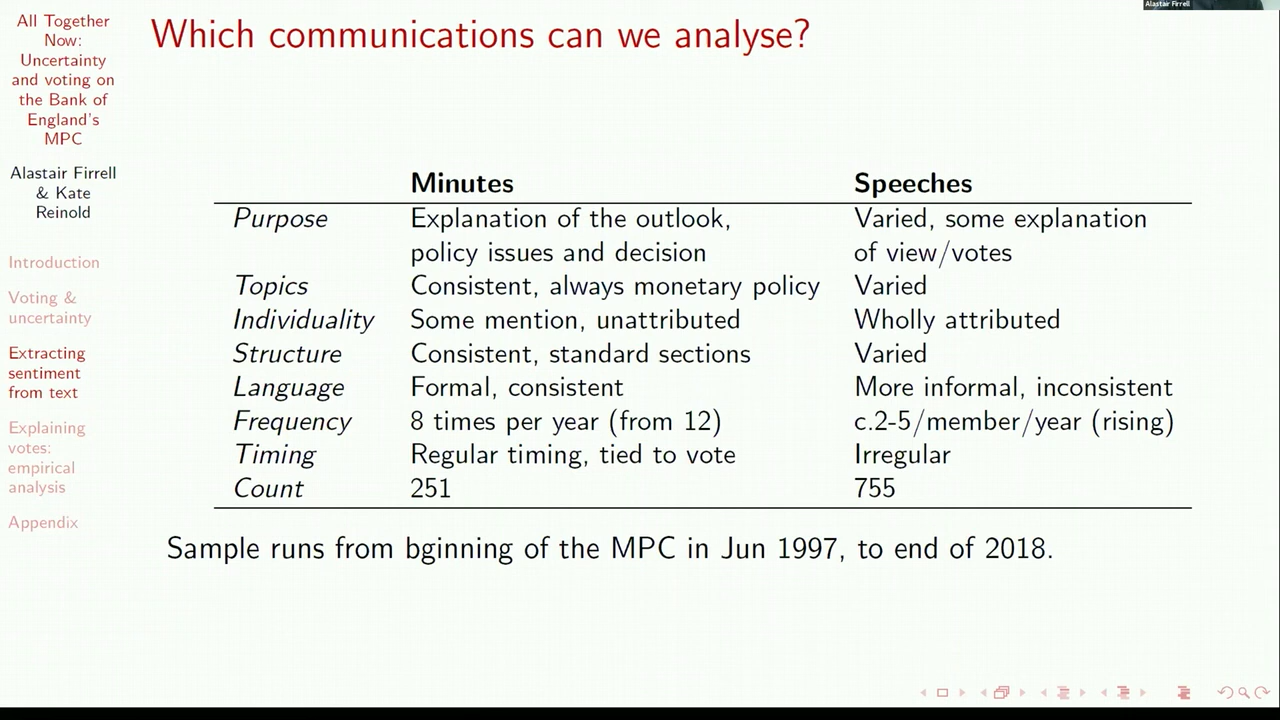 Alastair Firrell
All Together
Now:
Uncertainty
and voting on
the Bank of
England's
MPC
Alastair Firrell
& Kate
Reinold
Introduction
Voting &
uncertainty
Extracting
sentiment
from text
Explaining
votes:
empirical
analysis
Appendix
Which communications can we analyse?
Minutes Speeches
Purpose Explanation of the outlook, Varied, some explanation
policy issues and decision of view/votes
Topics Consistent, always monetary policy Varied
Individuality Some mention, unattributed Wholly attributed
Structure Consistent, standard sections Varied
Language Formal, consistent More informal, inconsistent
Frequency 8 times per year (from 12) c.2-5/member/year (rising)
Timing Regular timing, tied to vote Irregular
Count 251 755
Sample runs from bginning of the MPC in Jun 1997, to end of 2018.